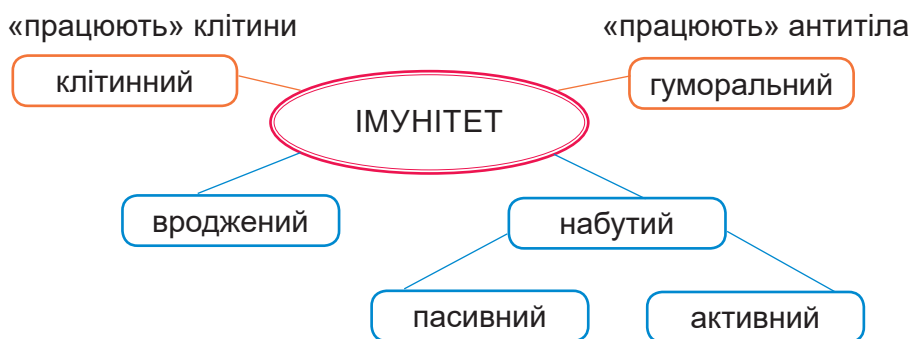 «працюють» клітини
«працюють» антитіла
клітинний
гуморальний
ІМУНІТЕТ
вроджений
набутий
пасивний
активний